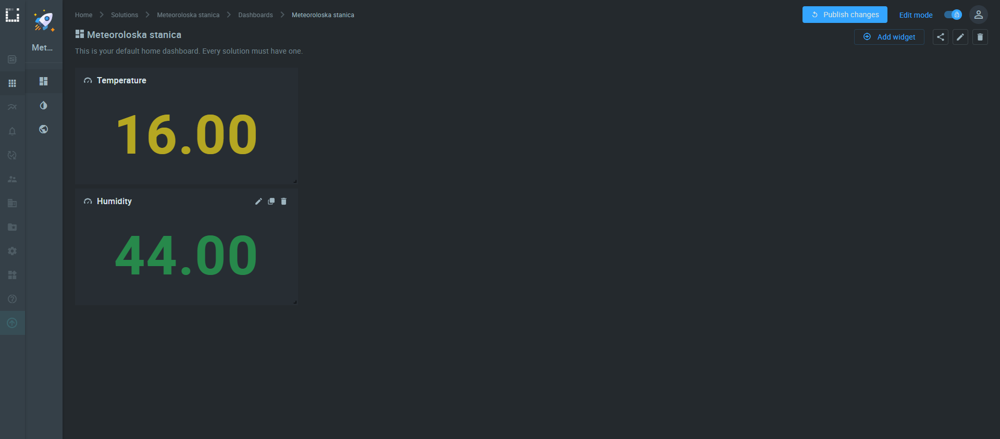 Home > Solutions > Meteoroloska stanica > Dashboards > Meteoroloska stanica
Publish changes
Edit mode
Met...
Meteoroloska stanica
Add widget
This is your default home dashboard. Every solution must have one.
Temperature
16.00
Humidity
44.00